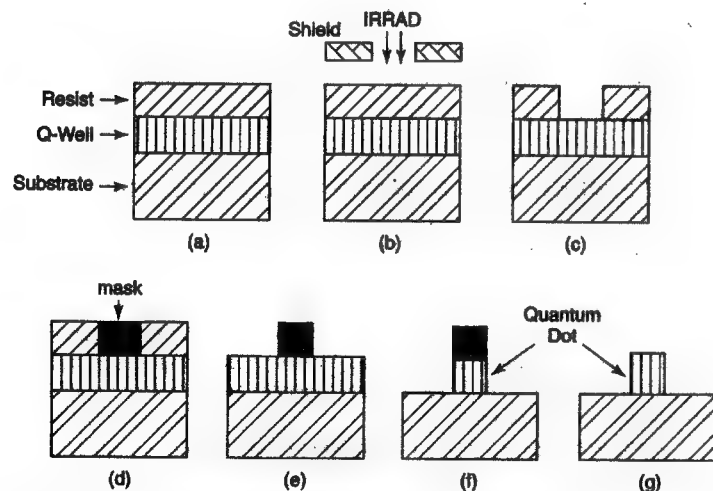 IRRAD
Shield
Resist
Q-Well
Substrate
(a)
(b)
(c)
mask
Quantum
Dot
(d)
(e)
(f)
(g)